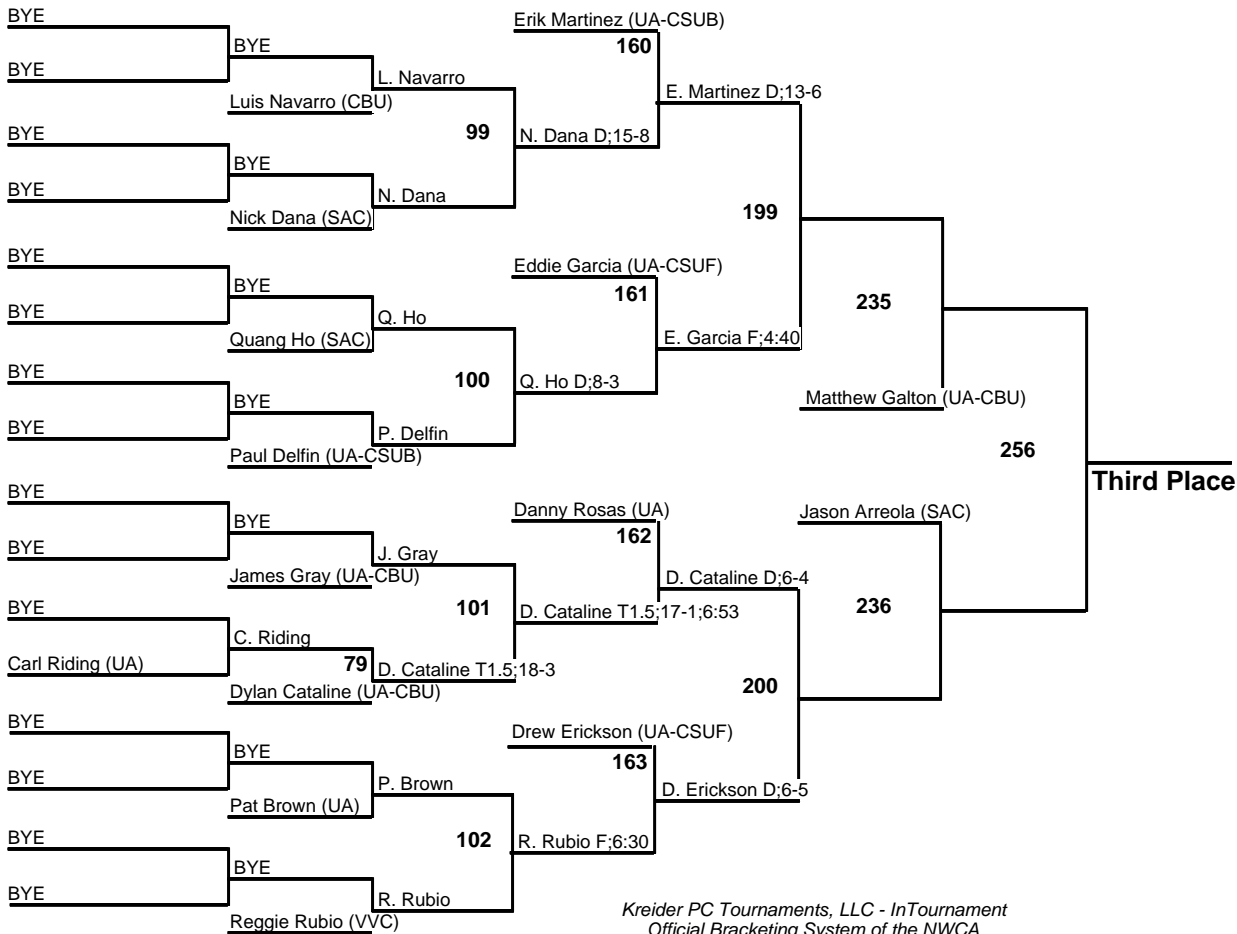 BYE
Erik Martinez (UA-CSUB)
BYE
160
BYE
L. Navarro
E. Martinez D;13-6
Luis Navarro (CBU)
BYE
99
N. Dana D;15-8
BYE
BYE
N. Dana
Nick Dana (SAC)
199
BYE
Eddie Garcia (UA-CSUF)
BYE
161
235
BYE
Q. Ho
Quang Ho (SAC)
E. Garcia F;4:40
BYE
100
Q. Ho D;8-3
Matthew Galton (UA-CBU)
BYE
BYE
P. Delfin
256
Paul Delfin (UA-CSUB)
Third Place
BYE
Danny Rosas (UA)
Jason Arreola (SAC)
BYE
162
BYE
J. Gray
James Gray (UA-CBU)
D. Cataline D;6-4
BYE
101
D. Cataline T1.5;17-1;6:53
236
C. Riding
Carl Riding (UA)
79
D. Cataline T1.5;18-3
Dylan Cataline (UA-CBU)
200
BYE
Drew Erickson (UA-CSUF)
BYE
163
BYE
P. Brown
D. Erickson D;6-5
Pat Brown (UA)
BYE
102
R. Rubio F;6:30
BYE
BYE
R. Rubio
Reggie Rubio (VVC)
Kreider PC Tournaments, LLC - InTournament
Official Bracketing System of the NWCA